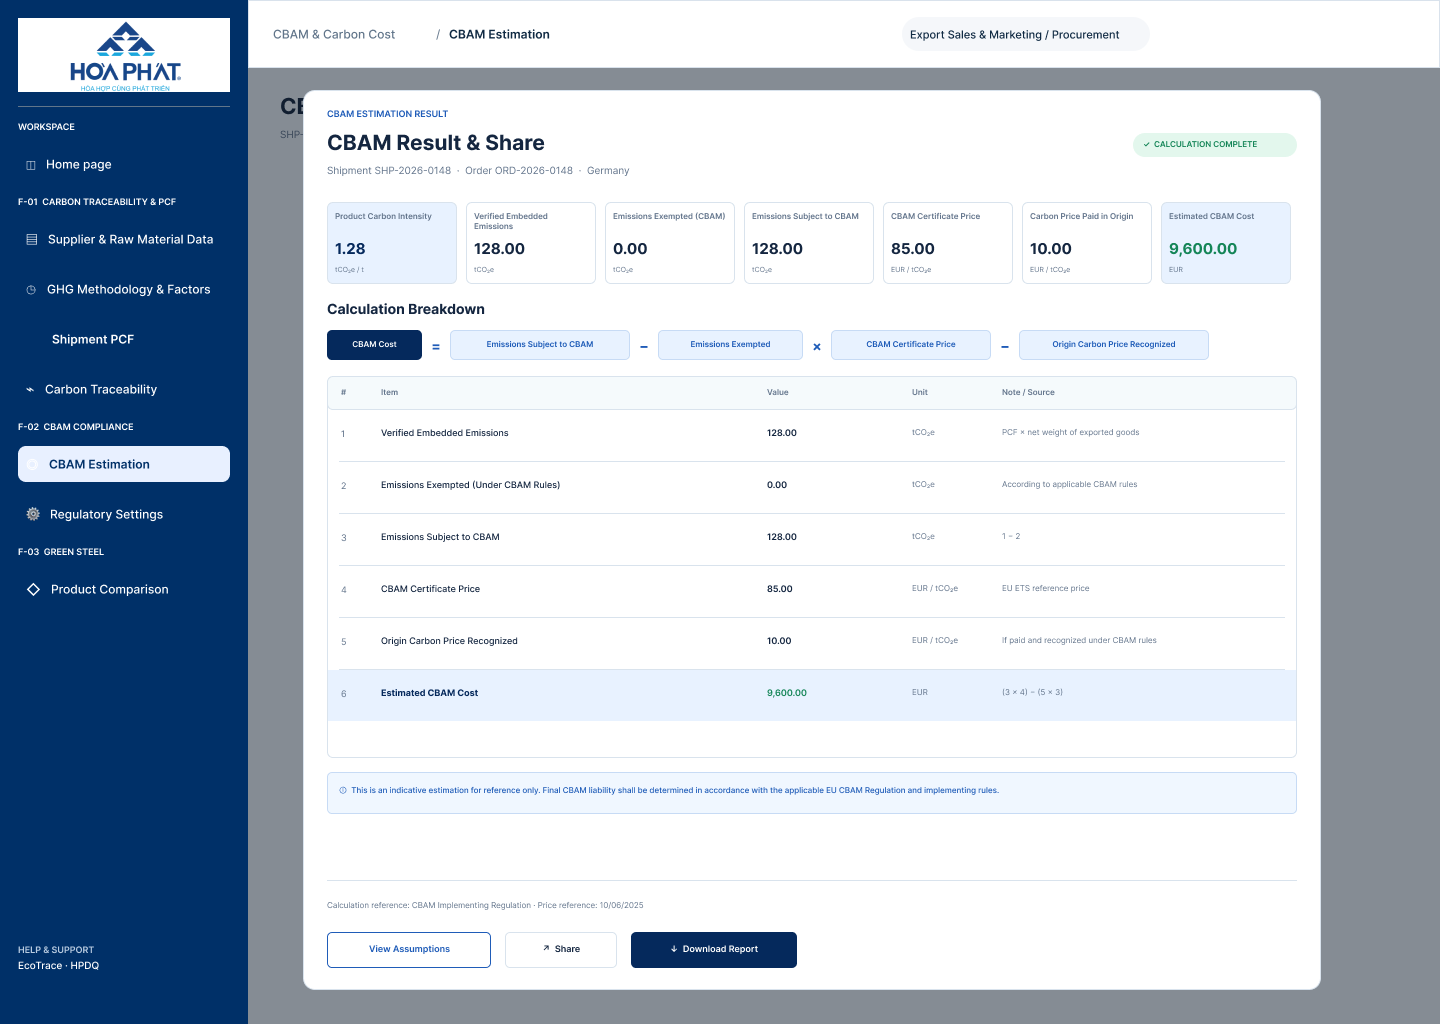 HÒA PHÁT
HÒA HỢP CÙNG PHÁT TRIỂN
WORKSPACE
Home page
F-01 CARBON TRACEABILITY & PCF
Supplier & Raw Material Data
GHG Methodology & Factors
Shipment PCF
Carbon Traceability
F-02 CBAM COMPLIANCE
CBAM Estimation
Regulatory Settings
F-03 GREEN STEEL
Product Comparison
HELP & SUPPORT
EcoTrace · HPDQ
CBAM & Carbon Cost / CBAM Estimation
Export Sales & Marketing / Procurement
CE
SHP-
CBAM ESTIMATION RESULT
CBAM Result & Share
✓ CALCULATION COMPLETE
Shipment SHP-2026-0148 · Order ORD-2026-0148 · Germany
Product Carbon Intensity
1.28
tCO₂e / t
Verified Embedded
Emissions
128.00
tCO₂e
Emissions Exempted (CBAM)
0.00
tCO₂e
Emissions Subject to CBAM
128.00
tCO₂e
CBAM Certificate Price
85.00
EUR / tCO₂e
Carbon Price Paid in Origin
10.00
EUR / tCO₂e
Estimated CBAM Cost
9,600.00
EUR
Calculation Breakdown
CBAM Cost = Emissions Subject to CBAM − Emissions Exempted × CBAM Certificate Price − Origin Carbon Price Recognized
# Item Value Unit Note / Source
1 Verified Embedded Emissions 128.00 tCO₂e PCF × net weight of exported goods
2 Emissions Exempted (Under CBAM Rules) 0.00 tCO₂e According to applicable CBAM rules
3 Emissions Subject to CBAM 128.00 tCO₂e 1 − 2
4 CBAM Certificate Price 85.00 EUR / tCO₂e EU ETS reference price
5 Origin Carbon Price Recognized 10.00 EUR / tCO₂e If paid and recognized under CBAM rules
6 Estimated CBAM Cost 9,600.00 EUR (3 × 4) − (5 × 3)
ⓘ This is an indicative estimation for reference only. Final CBAM liability shall be determined in accordance with the applicable EU CBAM Regulation and implementing rules.
Calculation reference: CBAM Implementing Regulation · Price reference: 10/06/2025
View Assumptions
↗ Share
↓ Download Report